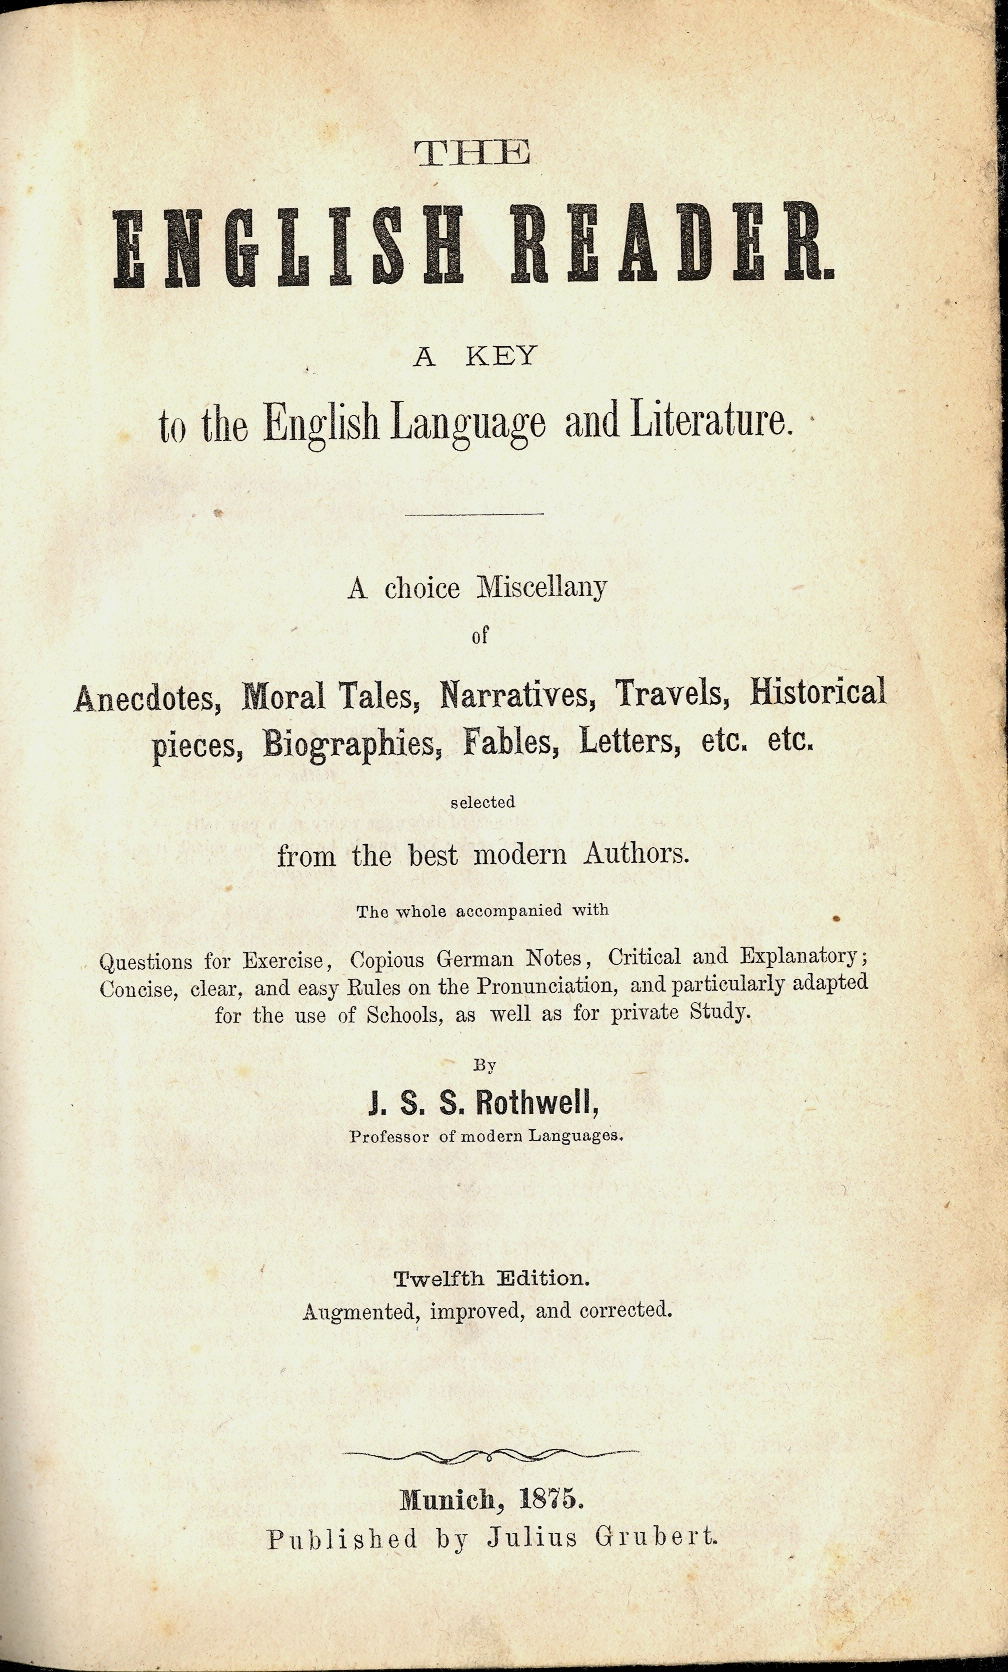 THE
ENGLISH READER.
A KEY
to the English Language and Literature.
A choice Miscellany
of
Anecdotes, Moral Tales, Narratives, Travels, Historical
pieces, Biographies, Fables, Letters, etc. etc.
selected
from the best modern Authors.
The whole accompanied with
Questions for Exercise, Copious German Notes, Critical and Explanatory;
Concise, clear, and easy Rules on the Pronunciation, and particularly adapted
for the use of Schools, as well as for private Study.
By
J. S. S. Rothwell,
Professor of modern Languages.
Twelfth Edition.
Augmented, improved, and corrected.
Munich, 1875.
Published by Julius Grubert.